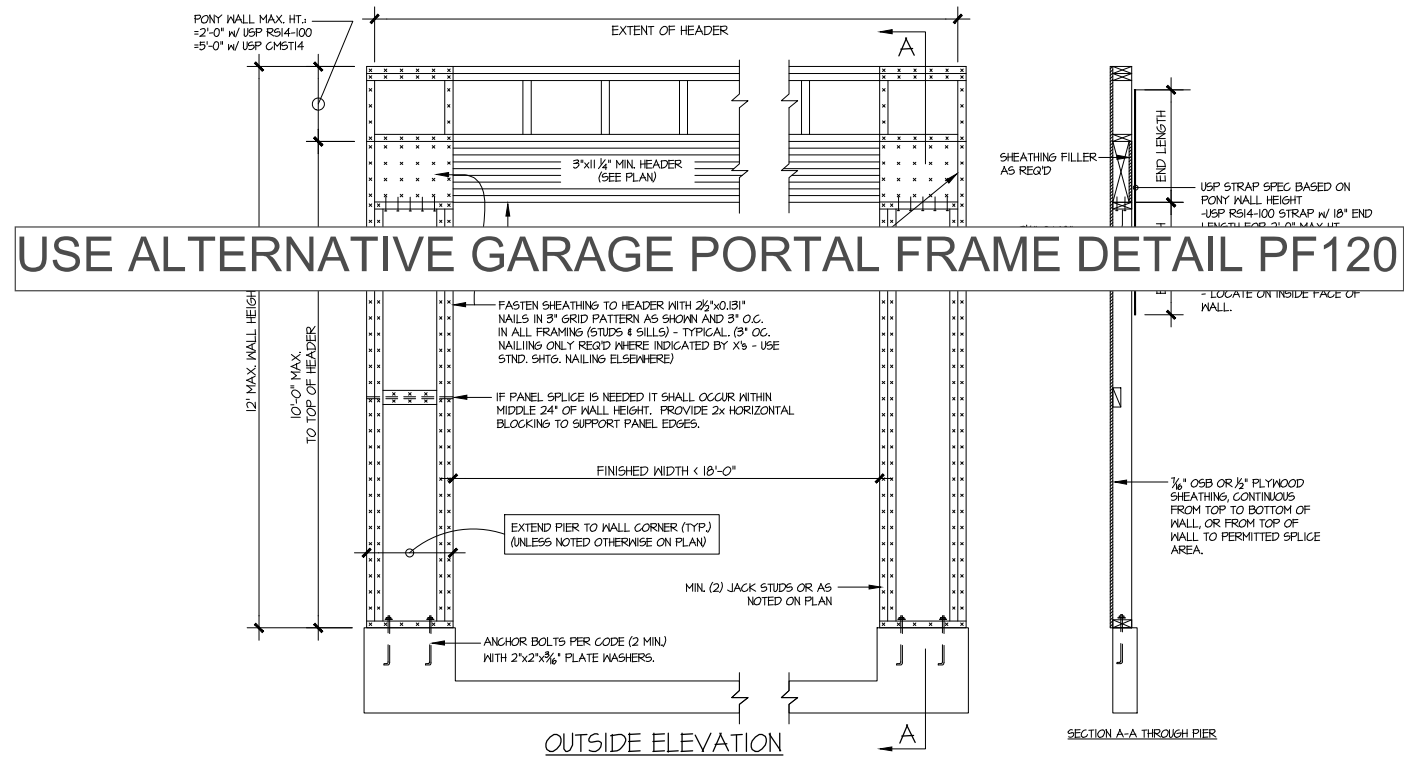 PONY WALL MAX. HT.:
=2'-0" W/ USP RS14-100
=5'-0" W/ USP CMST14
EXTENT OF HEADER
A
3"x11 1/4" MIN. HEADER
(SEE PLAN)
SHEATHING FILLER
AS REQ'D
END LENGTH
USP STRAP SPEC BASED ON
PONY WALL HEIGHT
-USP RS14-100 STRAP W/ 18" END
LENGTH FOR 2'-0" MAX HT
USE ALTERNATIVE GARAGE PORTAL FRAME DETAIL PF120
- LOCATE ON INSIDE FACE OF
WALL.
12' MAX. WALL
10'-0" MAX.
TO TOP OF HEADER
FASTEN SHEATHING TO HEADER WITH 2½"x0.131"
NAILS IN 3" GRID PATTERN AS SHOWN AND 3" O.C.
IN ALL FRAMING (STUDS & SILLS) - TYPICAL. (3" OC.
NAILIING ONLY REQ'D WHERE INDICATED BY X's - USE
STND. SHTG. NAILING ELSEWHERE)
IF PANEL SPLICE IS NEEDED IT SHALL OCCUR WITHIN
MIDDLE 24" OF WALL HEIGHT. PROVIDE 2x HORIZONTAL
BLOCKING TO SUPPORT PANEL EDGES.
FINISHED WIDTH < 18'-0"
7/16" OSB OR ½" PLYWOOD
SHEATHING, CONTINUOUS
FROM TOP TO BOTTOM OF
WALL, OR FROM TOP OF
WALL TO PERMITTED SPLICE
AREA.
EXTEND PIER TO WALL CORNER (TYP.)
(UNLESS NOTED OTHERWISE ON PLAN)
MIN. (2) JACK STUDS OR AS
NOTED ON PLAN
ANCHOR BOLTS PER CODE (2 MIN.)
WITH 2"x2"x3/16" PLATE WASHERS.
A
OUTSIDE ELEVATION
SECTION A-A THROUGH PIER